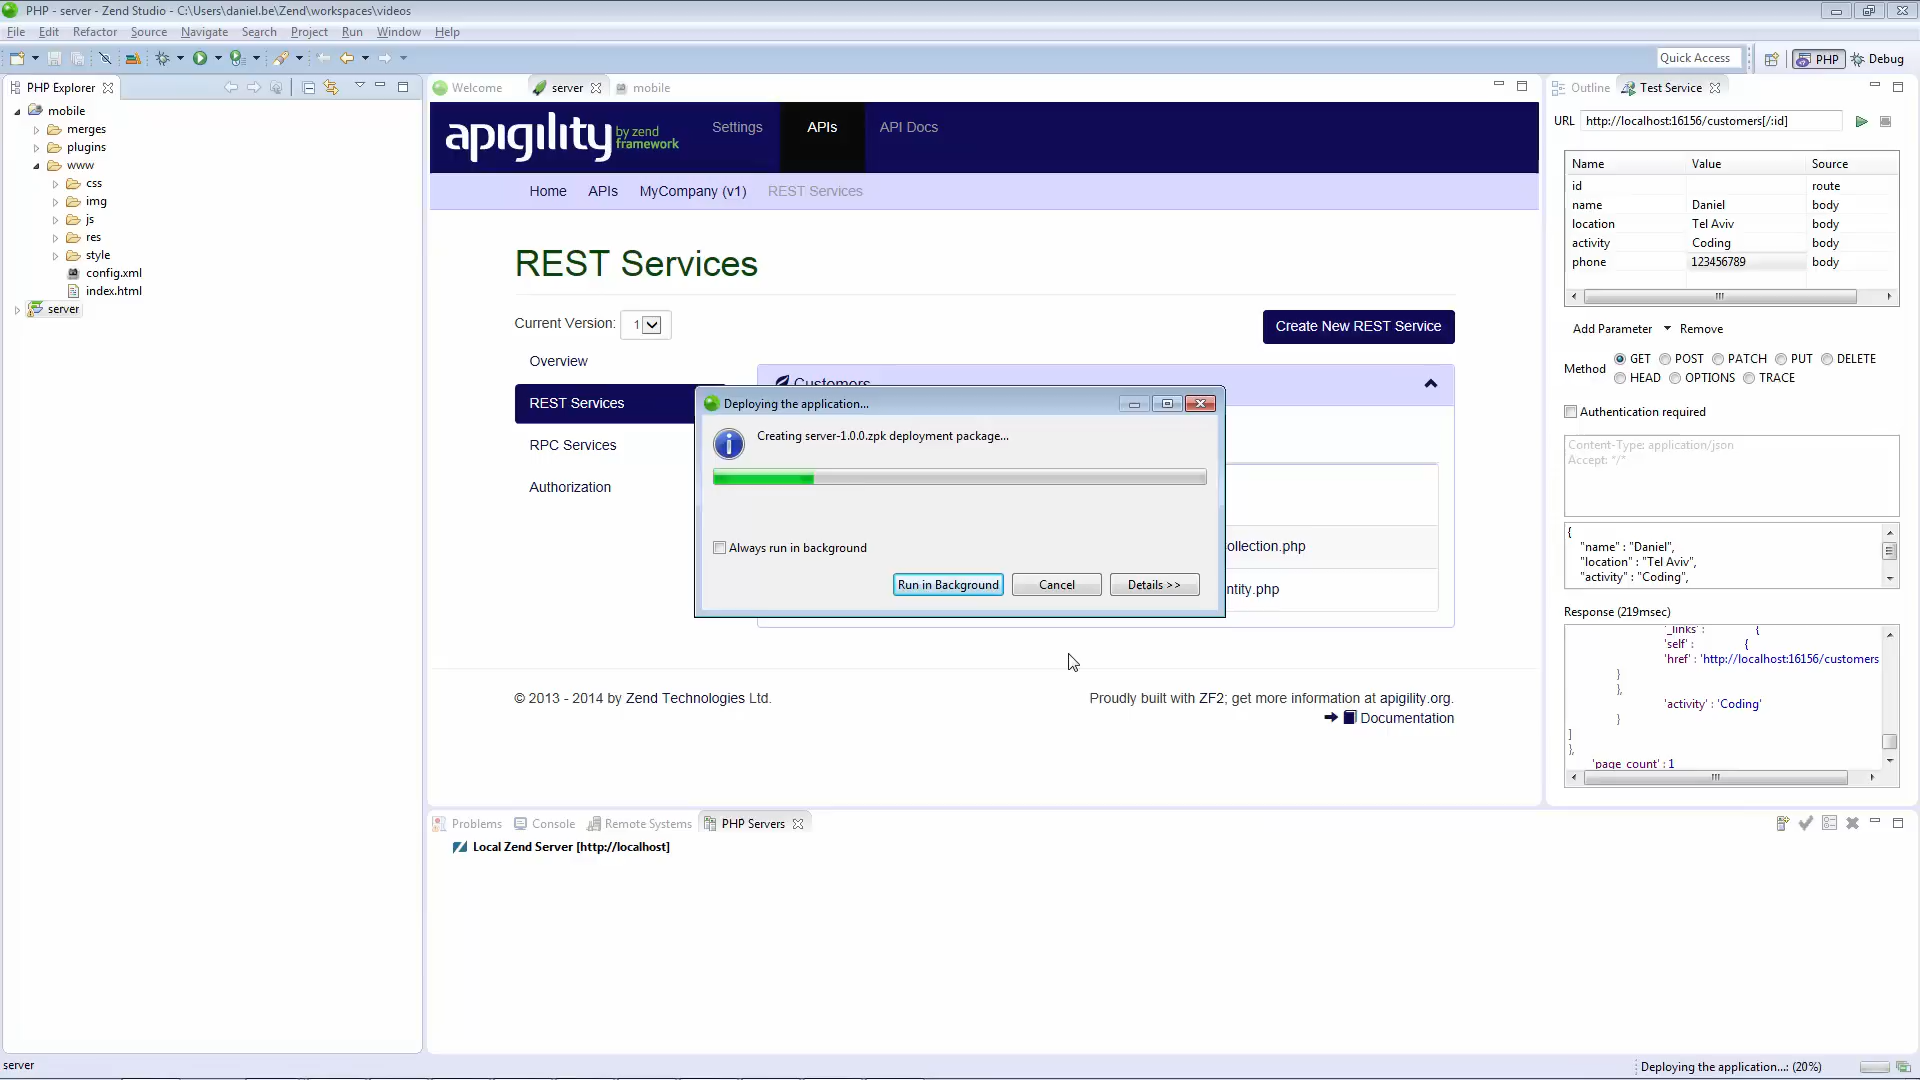 PHP - server - Zend Studio - C:\Users\daniel.be\Zend\workspaces\videos
File Edit Refactor Source Navigate Search Project Run Window Help
Quick Access PHP Debug
PHP Explorer
mobile
merges
plugins
www
css
img
js
res
style
config.xml
index.html
server
Welcome server mobile
apigility by zend framework
Settings APIs API Docs
Home APIs MyCompany (v1) REST Services
REST Services
Current Version: 1
Create New REST Service
Overview
REST Services
RPC Services
Authorization
Customers
ollection.php
ntity.php
Deploying the application...
Creating server-1.0.0.zpk deployment package...
Always run in background
Run in Background Cancel Details >>
© 2013 - 2014 by Zend Technologies Ltd.
Proudly built with ZF2; get more information at apigility.org.
Documentation
Outline Test Service
URL http://localhost:16156/customers[/:id]
Name Value Source
id route
name Daniel body
location Tel Aviv body
activity Coding body
phone 123456789 body
Add Parameter Remove
Method GET POST PATCH PUT DELETE
HEAD OPTIONS TRACE
Authentication required
Content-Type: application/json
Accept: */*
{
"name" : "Daniel",
"location" : "Tel Aviv",
"activity" : "Coding",
Response (219msec)
'_links' : {
'self' : {
'href' : 'http://localhost:16156/customers
}
},
'activity' : 'Coding'
}
]
},
'page_count' : 1
Problems Console Remote Systems PHP Servers
Local Zend Server [http://localhost]
server
Deploying the application...: (20%)